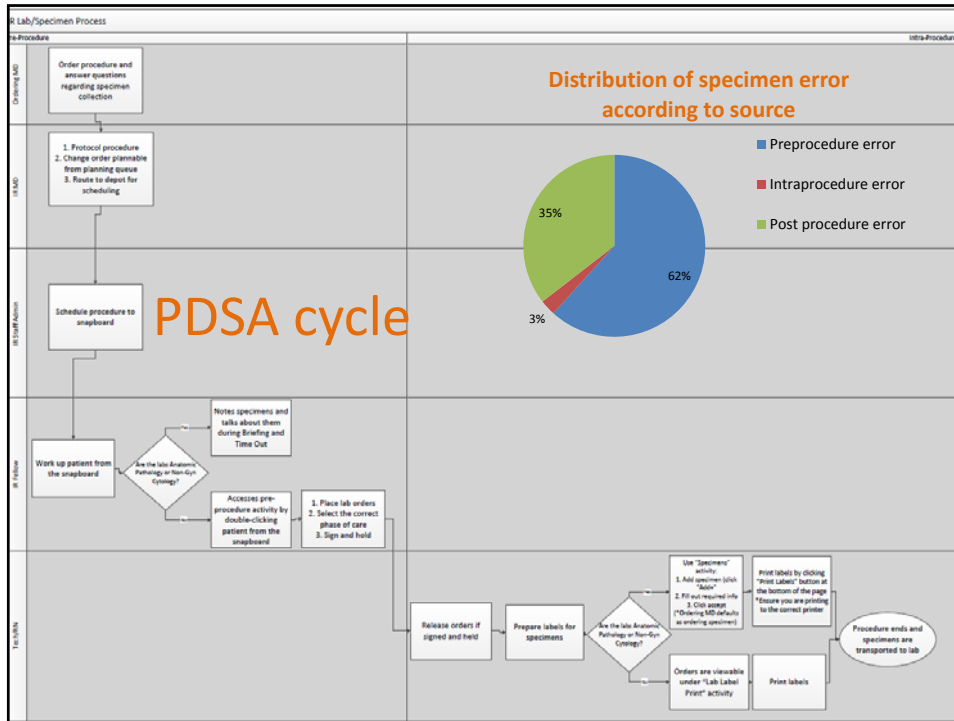 R Lab/Specimen Process
re-Procedure
Intra-Procedur
Ordering MD
Order procedure and
answer questions
regarding specimen
collection
Distribution of specimen error
according to source
Preprocedure error
Intraprocedure error
Post procedure error
35%
62%
3%
IR MD
1. Protocol procedure
2. Change order plannable
from planning queue
3. Route to depot for
scheduling
IR Staff Admin
Schedule procedure to
snapboard
PDSA cycle
IR Fellow
Work up patient from
the snapboard
Are the labs Anatomic
Pathology or Non-Gyn
Cytology?
Notes specimens and
talks about them
during Briefing and
Time Out
Accesses pre-
procedure activity by
double-clicking
patient from the
snapboard
1. Place lab orders
2. Select the correct
phase of care
3. Sign and hold
Tech/RN
Release orders if
signed and held
Prepare labels for
specimens
Are the labs Anatomic
Pathology or Non-Gyn
Cytology?
Use "Specimens"
activity:
1. Add specimen (click
"Add»"
2. Fill out required info
3. Click accept
(*Ordering MD defaults
as ordering specimen)
Print labels by clicking
"Print Labels" button at
the bottom of the page
*Ensure you are printing
to the correct printer
Orders are viewable
under "Lab Label
Print" activity
Print labels
Procedure ends and
specimens are
transported to lab